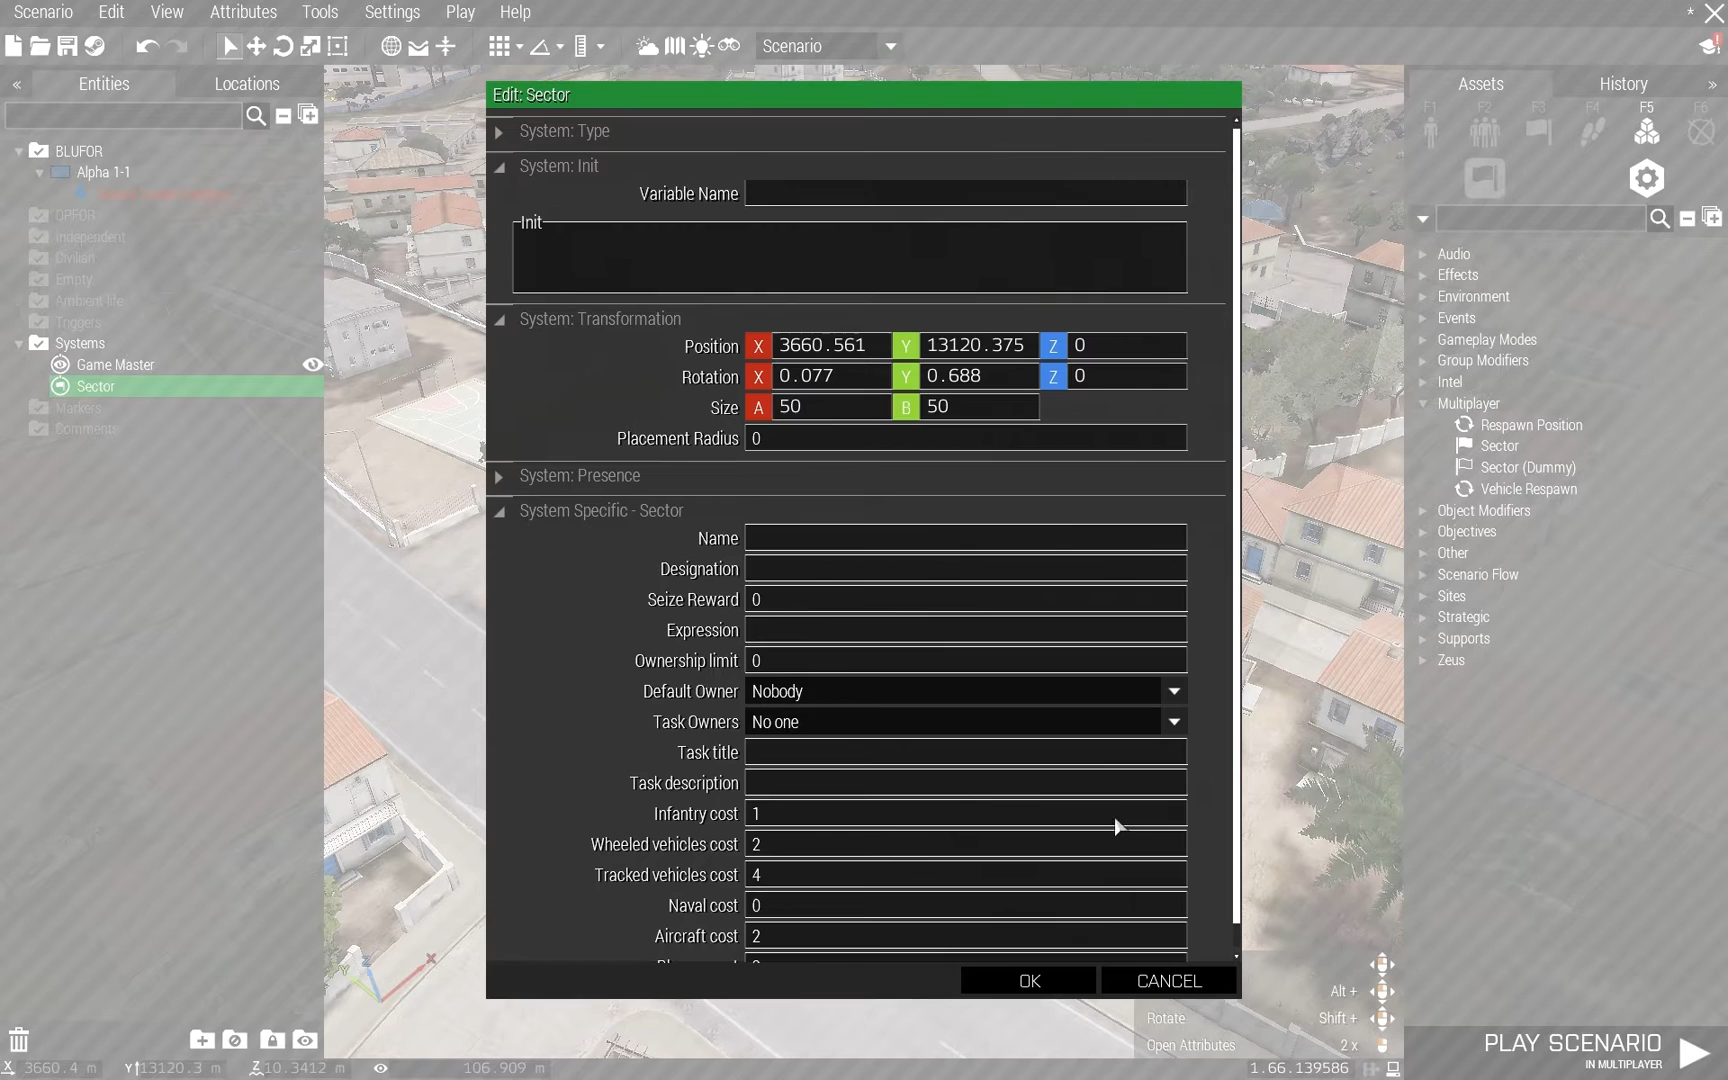 Scenario Edit View Attributes Tools Settings Play Help
*
Scenario
Entities Locations
BLUFOR
Alpha 1-1
OPFOR
Independent
Civilian
Empty
Ambient life
Triggers
Systems
Game Master
Sector
Markers
Comments
Edit: Sector
System: Type
System: Init
Variable Name
Init
System: Transformation
Position X 3660.561 Y 13120.375 Z 0
Rotation X 0.077 Y 0.688 Z 0
Size A 50 B 50
Placement Radius 0
System: Presence
System Specific - Sector
Name
Designation
Seize Reward 0
Expression
Ownership limit 0
Default Owner Nobody
Task Owners No one
Task title
Task description
Infantry cost 1
Wheeled vehicles cost 2
Tracked vehicles cost 4
Naval cost 0
Aircraft cost 2
OK CANCEL
Assets History
F1 F2 F3 F4 F5 F6
Audio
Effects
Environment
Events
Gameplay Modes
Group Modifiers
Intel
Multiplayer
Respawn Position
Sector
Sector (Dummy)
Vehicle Respawn
Object Modifiers
Objectives
Other
Scenario Flow
Sites
Strategic
Supports
Zeus
Alt +
Rotate Shift +
Open Attributes 2 x
PLAY SCENARIO
IN MULTIPLAYER
X 3660.4 m Y 13120.3 m Z 10.3412 m 106.909 m 1.66.139586